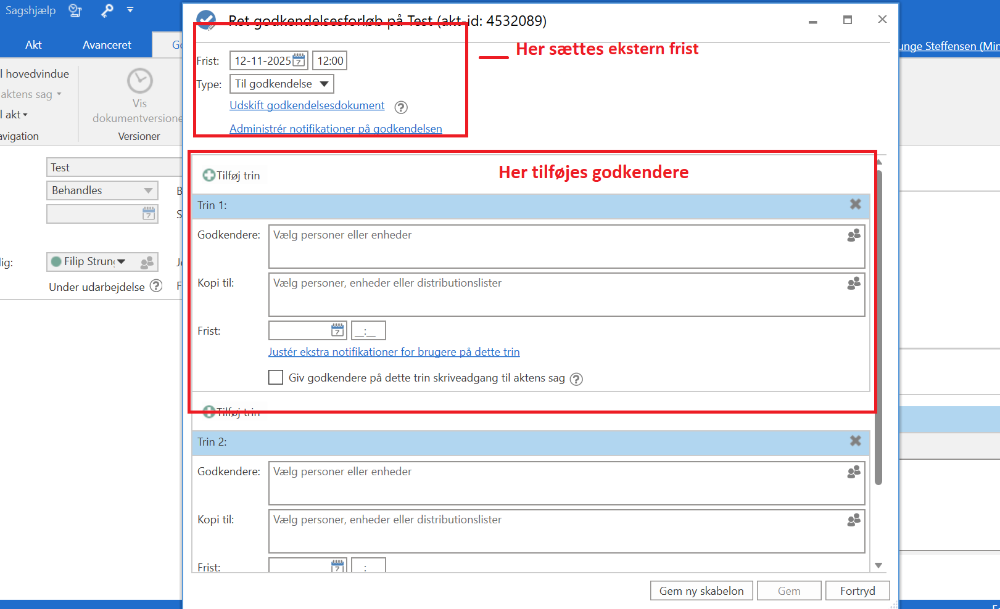 Sagshjælp
Ret godkendelsesforløb på Test (akt-id: 4532089)
Akt
Avanceret
unge Steffensen (Min
Her sættes ekstern frist
Frist:
12-11-2025
12:00
Type:
Til godkendelse
Udskift godkendelsesdokument
Administrér notifikationer på godkendelsen
l hovedvindue
aktens sag
l akt
avigation
Vis
dokumentversione
Versioner
Test
Behandles
lig:
Filip Strun
Under udarbejdelse
Her tilføjes godkendere
Tilføj trin
Trin 1:
Godkendere:
Vælg personer eller enheder
Kopi til:
Vælg personer, enheder eller distributionslister
Frist:
__:__
Justér ekstra notifikationer for brugere på dette trin
Giv godkendere på dette trin skriveadgang til aktens sag
Tilføj trin
Trin 2:
Godkendere:
Vælg personer eller enheder
Kopi til:
Vælg personer, enheder eller distributionslister
Frist:
:
Gem ny skabelon
Gem
Fortryd